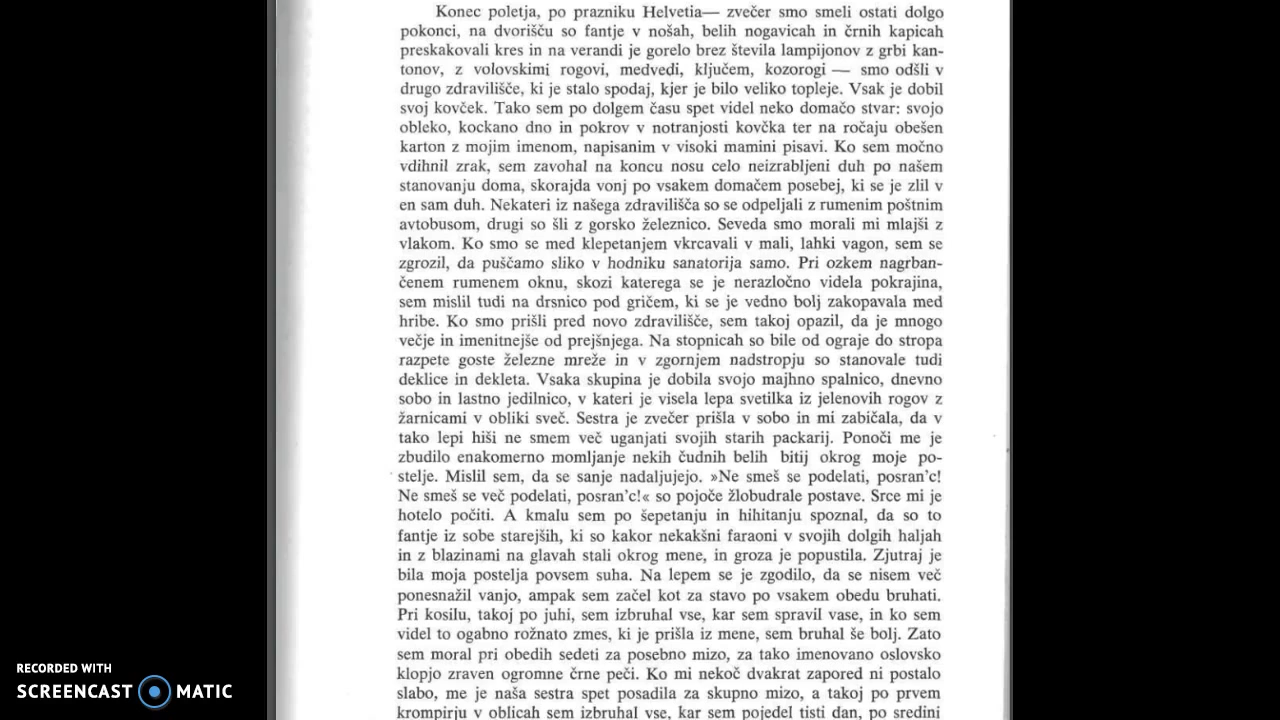 Konec poletja, po prazniku Helvetia— zvečer smo smeli ostati dolgo
pokonci, na dvorišču so fantje v nošah, belih nogavicah in črnih kapicah
preskakovali kres in na verandi je gorelo brez števila lampijonov z grbi kan-
tonov, z volovskimi rogovi, medvedi, ključem, kozorogi — smo odšli v
drugo zdravilišče, ki je stalo spodaj, kjer je bilo veliko topleje. Vsak je dobil
svoj kovček. Tako sem po dolgem času spet videl neko domačo stvar: svojo
obleko, kockano dno in pokrov v notranjosti kovčka ter na ročaju obešen
karton z mojim imenom, napisanim v visoki mamini pisavi. Ko sem močno
vdihnil zrak, sem zavohal na koncu nosu celo neizrabljeni duh po našem
stanovanju doma, skorajda vonj po vsakem domačem posebej, ki se je zlil v
en sam duh. Nekateri iz našega zdravilišča so se odpeljali z rumenim poštnim
avtobusom, drugi so šli z gorsko železnico. Seveda smo morali mi mlajši z
vlakom. Ko smo se med klepetanjem vkrcavali v mali, lahki vagon, sem se
zgrozil, da puščamo sliko v hodniku sanatorija samo. Pri ozkem nagrban-
čenem rumenem oknu, skozi katerega se je nerazločno videla pokrajina,
sem mislil tudi na drsnico pod gričem, ki se je vedno bolj zakopavala med
hribe. Ko smo prišli pred novo zdravilišče, sem takoj opazil, da je mnogo
večje in imenitnejše od prejšnjega. Na stopnicah so bile od ograje do stropa
razpete goste železne mreže in v zgornjem nadstropju so stanovale tudi
deklice in dekleta. Vsaka skupina je dobila svojo majhno spalnico, dnevno
sobo in lastno jedilnico, v kateri je visela lepa svetilka iz jelenovih rogov z
žarnicami v obliki sveč. Sestra je zvečer prišla v sobo in mi zabičala, da v
tako lepi hiši ne smem več uganjati svojih starih packarij. Ponoči me je
zbudilo enakomerno momljanje nekih čudnih belih bitij okrog moje po-
stelje. Mislil sem, da se sanje nadaljujejo. »Ne smeš se podelati, posran'c!
Ne smeš se več podelati, posran'c!« so pojoče žlobudrale postave. Srce mi je
hotelo počiti. A kmalu sem po šepetanju in hihitanju spoznal, da so to
fantje iz sobe starejših, ki so kakor nekakšni faraoni v svojih dolgih haljah
in z blazinami na glavah stali okrog mene, in groza je popustila. Zjutraj je
bila moja postelja povsem suha. Na lepem se je zgodilo, da se nisem več
ponesnažil vanjo, ampak sem začel kot za stavo po vsakem obedu bruhati.
Pri kosilu, takoj po juhi, sem izbruhal vse, kar sem spravil vase, in ko sem
videl to ogabno rožnato zmes, ki je prišla iz mene, sem bruhal še bolj. Zato
sem moral pri obedih sedeti za posebno mizo, za tako imenovano oslovsko
klopjo zraven ogromne črne peči. Ko mi nekoč dvakrat zapored ni postalo
slabo, me je naša sestra spet posadila za skupno mizo, a takoj po prvem
krompirju v oblicah sem izbruhal vse, kar sem pojedel tisti dan, po sredini
RECORDED WITH
SCREENCAST MATIC